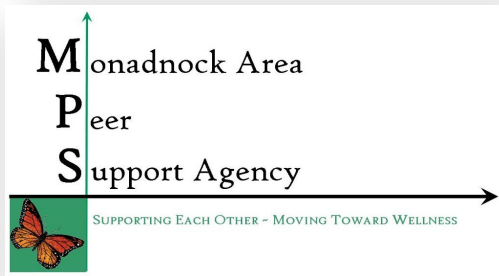 Monadnock Area
Peer
Support Agency
Supporting Each Other ~ Moving Toward Wellness